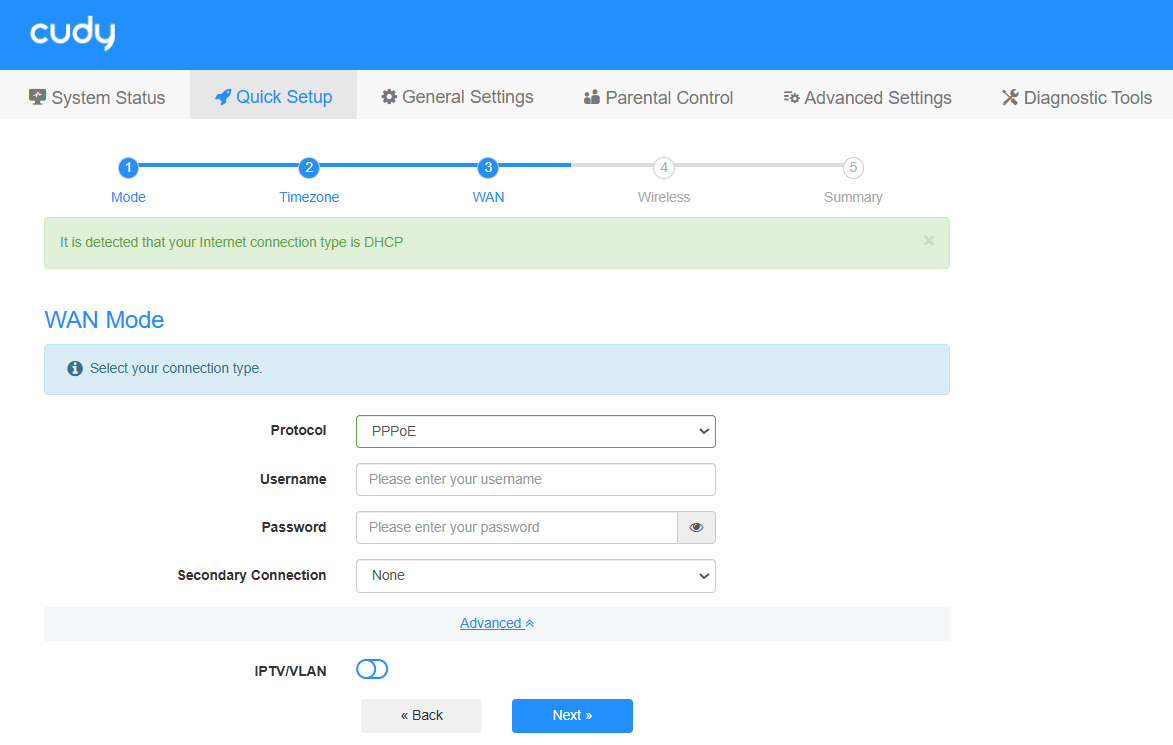 cudy
System Status Quick Setup General Settings Parental Control Advanced Settings Diagnostic Tools
1 2 3 4 5
Mode Timezone WAN Wireless Summary
It is detected that your Internet connection type is DHCP ×
WAN Mode
Select your connection type.
Protocol PPPoE
Username Please enter your username
Password Please enter your password
Secondary Connection None
Advanced
IPTV/VLAN
« Back Next »